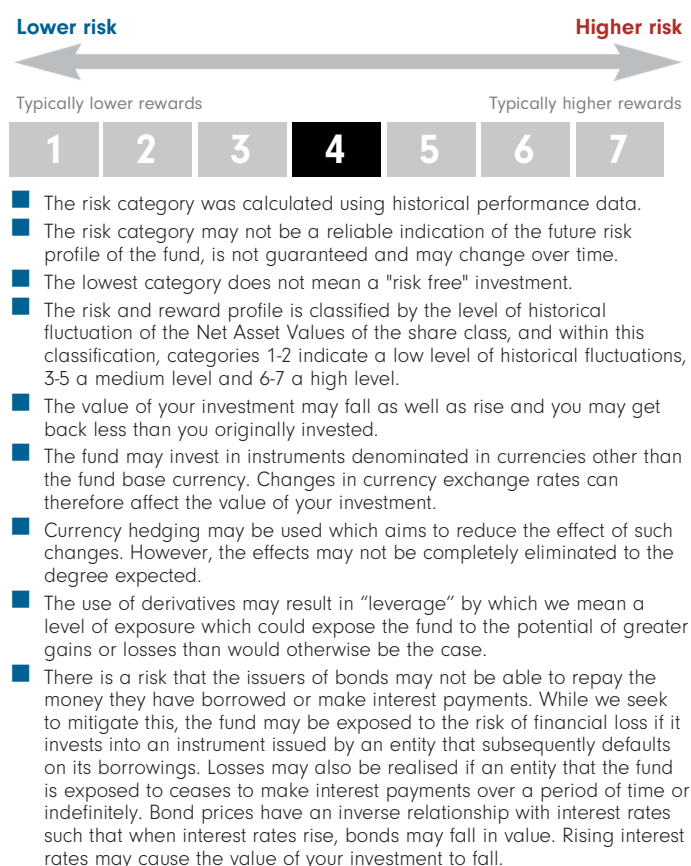 Lower risk Higher risk
Typically lower rewards Typically higher rewards
1 2 3 4 5 6 7
The risk category was calculated using historical performance data.
The risk category may not be a reliable indication of the future risk
profile of the fund, is not guaranteed and may change over time.
The lowest category does not mean a "risk free" investment.
The risk and reward profile is classified by the level of historical
fluctuation of the Net Asset Values of the share class, and within this
classification, categories 1-2 indicate a low level of historical fluctuations,
3-5 a medium level and 6-7 a high level.
The value of your investment may fall as well as rise and you may get
back less than you originally invested.
The fund may invest in instruments denominated in currencies other than
the fund base currency. Changes in currency exchange rates can
therefore affect the value of your investment.
Currency hedging may be used which aims to reduce the effect of such
changes. However, the effects may not be completely eliminated to the
degree expected.
The use of derivatives may result in “leverage” by which we mean a
level of exposure which could expose the fund to the potential of greater
gains or losses than would otherwise be the case.
There is a risk that the issuers of bonds may not be able to repay the
money they have borrowed or make interest payments. While we seek
to mitigate this, the fund may be exposed to the risk of financial loss if it
invests into an instrument issued by an entity that subsequently defaults
on its borrowings. Losses may also be realised if an entity that the fund
is exposed to ceases to make interest payments over a period of time or
indefinitely. Bond prices have an inverse relationship with interest rates
such that when interest rates rise, bonds may fall in value. Rising interest
rates may cause the value of your investment to fall.